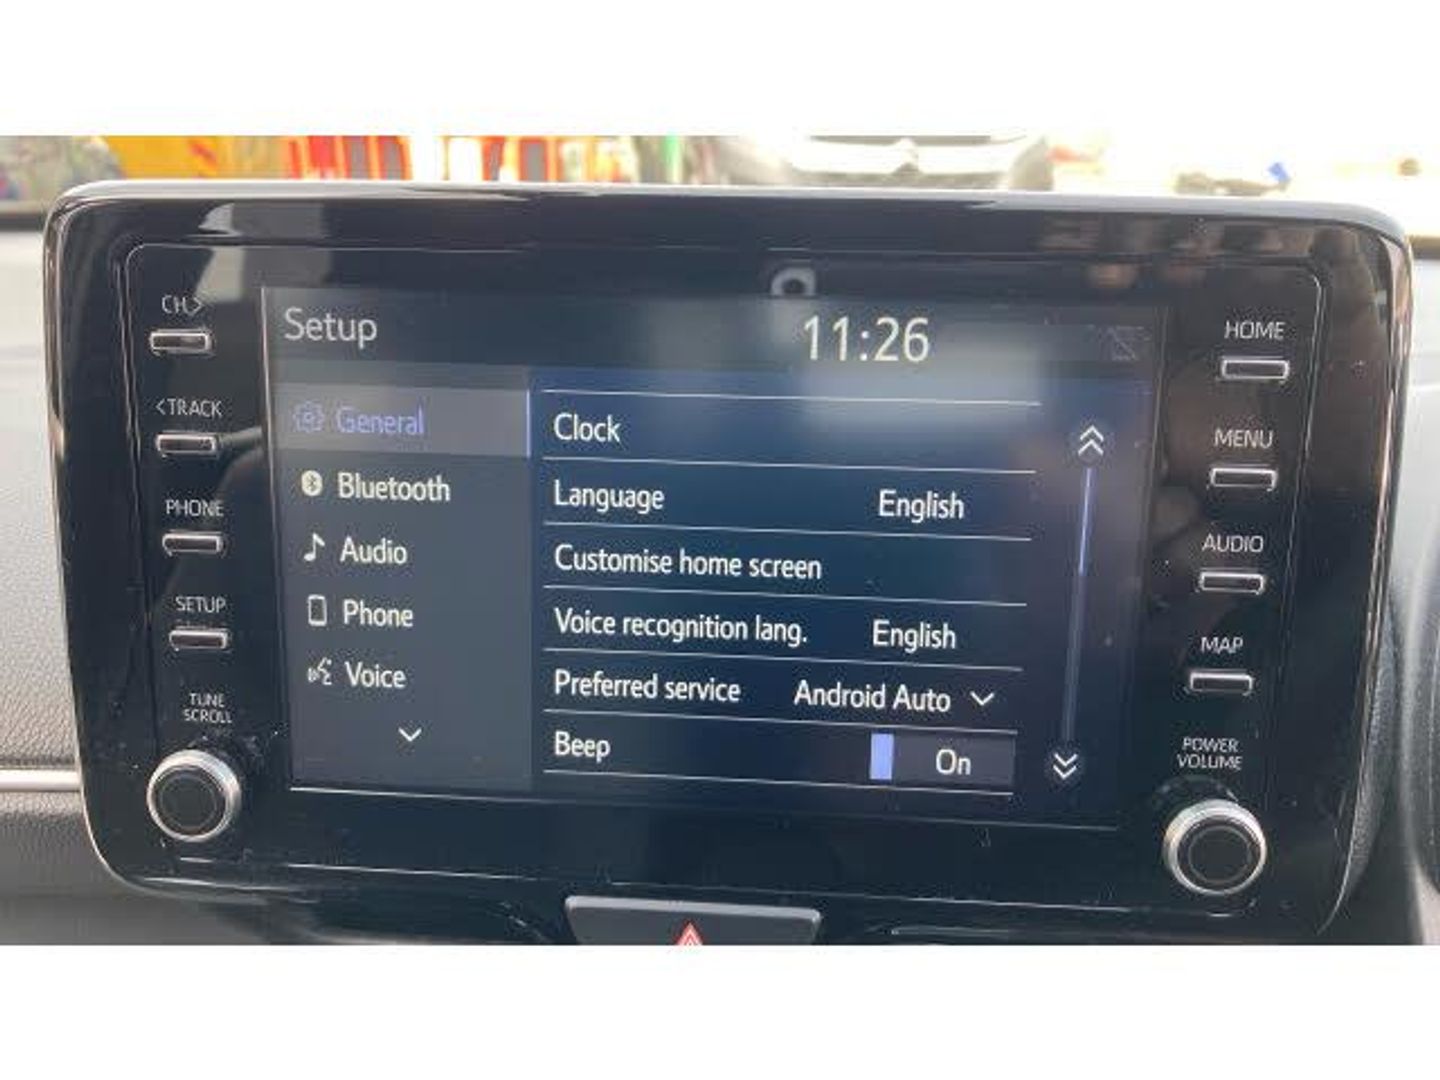 CH>
<TRACK
PHONE
SETUP
TUNE
SCROLL
Setup
11:26
General
Bluetooth
Audio
Phone
Voice
Clock
Language English
Customise home screen
Voice recognition lang. English
Preferred service Android Auto
Beep On
HOME
MENU
AUDIO
MAP
POWER
VOLUME